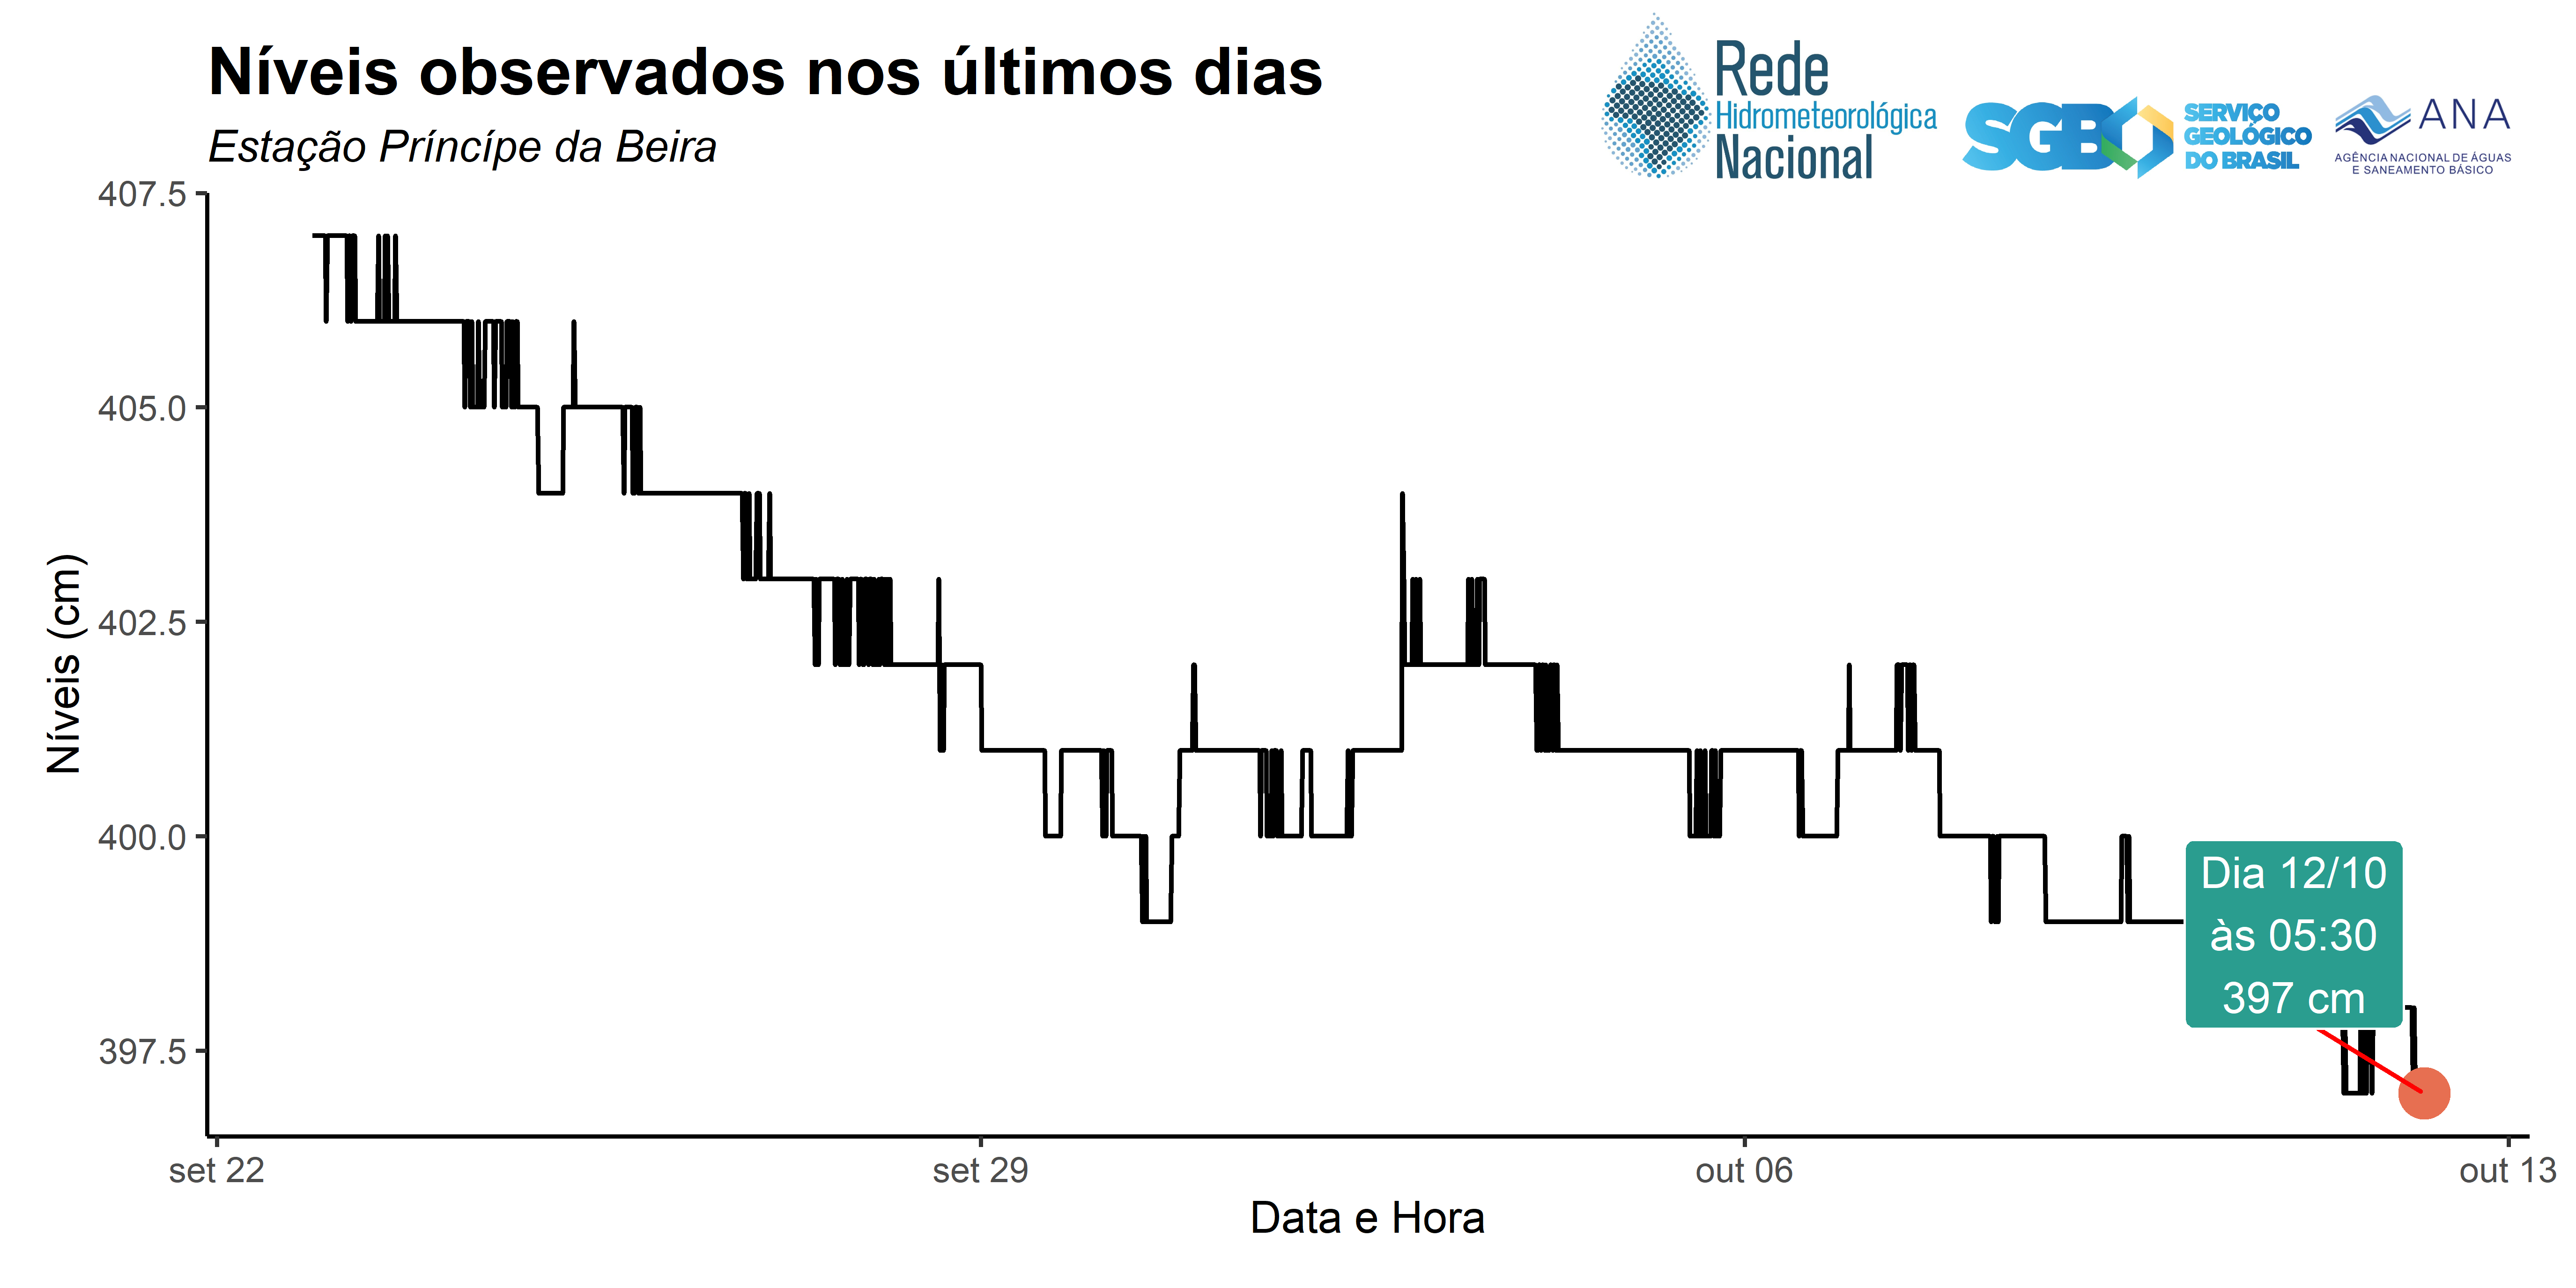 Níveis observados nos últimos dias
Estação Príncípe da Beira
Rede
Hidrometeorológica
Nacional
SGB
SERVIÇO
GEOLÓGICO
DO BRASIL
ANA
AGÊNCIA NACIONAL DE ÁGUAS
E SANEAMENTO BÁSICO
Níveis (cm)
407.5
405.0
402.5
400.0
397.5
Dia 12/10
às 05:30
397 cm
set 22
set 29
out 06
out 13
Data e Hora